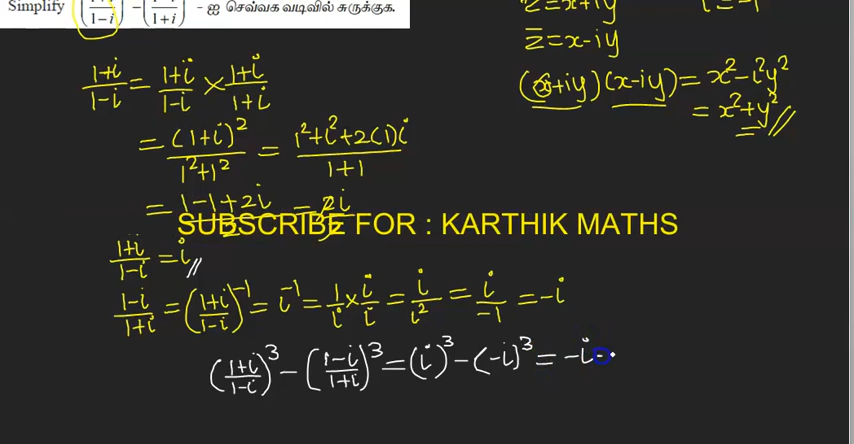 Simplify (1+i/1-i) - (1-i/1+i) - ஐ செவ்வக வடிவில் சுருக்குக.
z = x+iy
z̅ = x-iy
(x+iy)(x-iy) = x² - i²y²
= x² + y² //
1+i/1-i = 1+i/1-i × 1+i/1+i
= (1+i)²/1²+1² = 1²+i²+2(1)i/1+1
= 1-1+2i/2 = 2i/2
SUBSCRIBE FOR : KARTHIK MATHS
1+i/1-i = i //
1-i/1+i = (1+i/1-i)⁻¹ = i⁻¹ = 1/i × i/i = i/i² = i/-1 = -i
(1+i/1-i)³ - (1-i/1+i)³ = (i)³ - (-i)³ = -i -